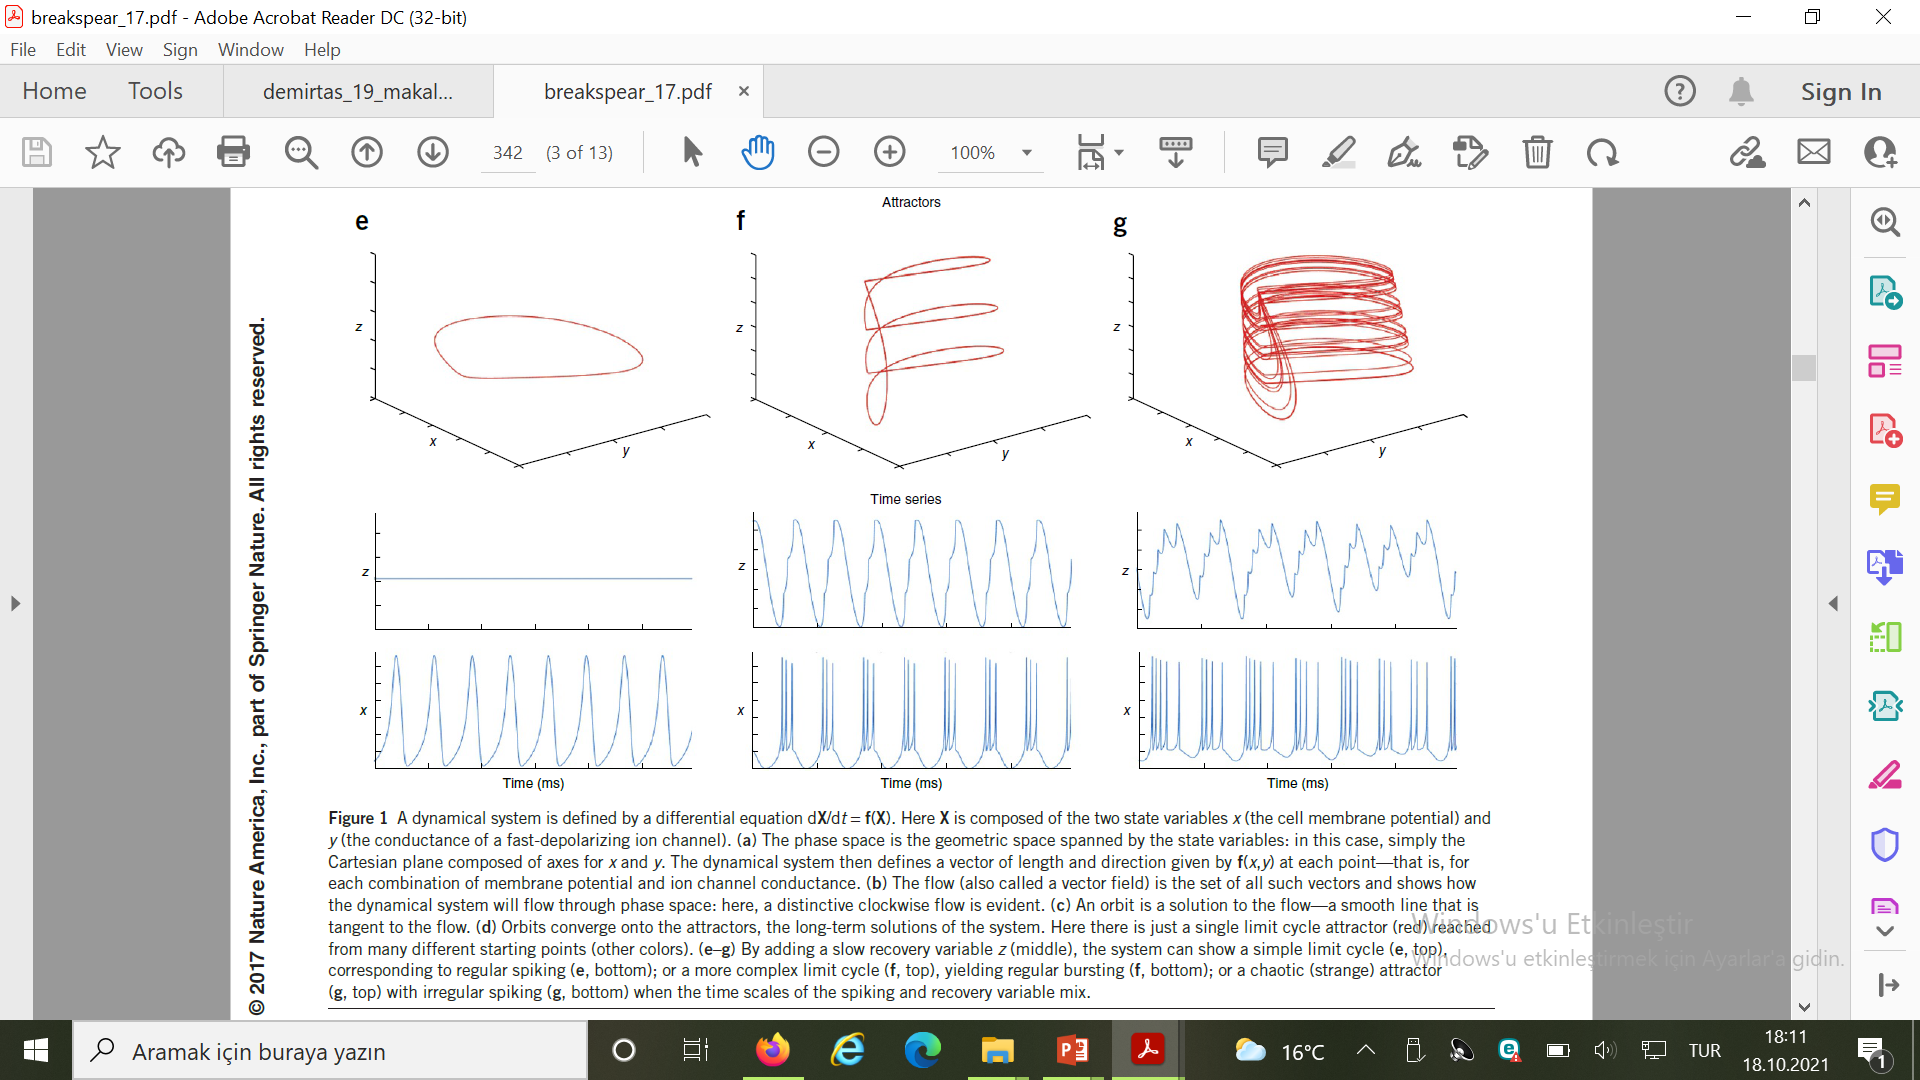 breakspear_17.pdf - Adobe Acrobat Reader DC (32-bit)
File Edit View Sign Window Help
Home Tools demirtas_19_makal... breakspear_17.pdf × Sign In
342 (3 of 13) 100%
Attractors
e f g
z z z
x y x y x y
Time series
z z z
x x x
Time (ms) Time (ms) Time (ms)
© 2017 Nature America, Inc., part of Springer Nature. All rights reserved.
Figure 1 A dynamical system is defined by a differential equation dX/dt = f(X). Here X is composed of the two state variables x (the cell membrane potential) and
y (the conductance of a fast-depolarizing ion channel). (a) The phase space is the geometric space spanned by the state variables: in this case, simply the
Cartesian plane composed of axes for x and y. The dynamical system then defines a vector of length and direction given by f(x,y) at each point—that is, for
each combination of membrane potential and ion channel conductance. (b) The flow (also called a vector field) is the set of all such vectors and shows how
the dynamical system will flow through phase space: here, a distinctive clockwise flow is evident. (c) An orbit is a solution to the flow—a smooth line that is
tangent to the flow. (d) Orbits converge onto the attractors, the long-term solutions of the system. Here there is just a single limit cycle attractor (red) reached
from many different starting points (other colors). (e–g) By adding a slow recovery variable z (middle), the system can show a simple limit cycle (e, top),
corresponding to regular spiking (e, bottom); or a more complex limit cycle (f, top), yielding regular bursting (f, bottom); or a chaotic (strange) attractor
(g, top) with irregular spiking (g, bottom) when the time scales of the spiking and recovery variable mix.
Windows'u Etkinleştir
Windows'u etkinleştirmek için Ayarlar'a gidin.
Aramak için buraya yazın
16°C TUR 18:11
18.10.2021
1